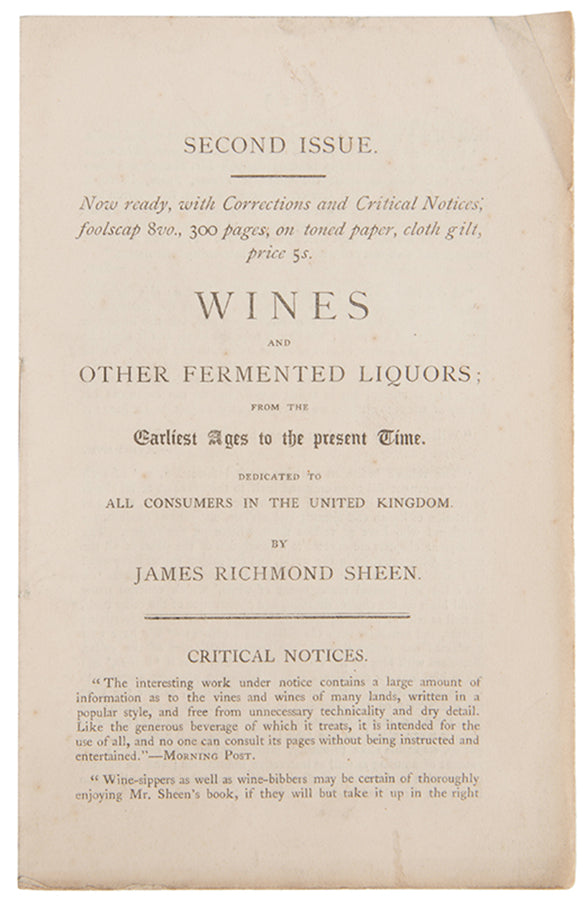 SECOND ISSUE.
Now ready, with Corrections and Critical Notices,
foolscap 8vo., 300 pages, on toned paper, cloth gilt,
price 5s.
WINES
AND
OTHER FERMENTED LIQUORS;
FROM THE
Earliest Ages to the present Time.
DEDICATED TO
ALL CONSUMERS IN THE UNITED KINGDOM.
BY
JAMES RICHMOND SHEEN.
CRITICAL NOTICES.
“The interesting work under notice contains a large amount of
information as to the vines and wines of many lands, written in a
popular style, and free from unnecessary technicality and dry detail.
Like the generous beverage of which it treats, it is intended for the
use of all, and no one can consult its pages without being instructed and
entertained.”—MORNING POST.
“Wine-sippers as well as wine-bibbers may be certain of thoroughly
enjoying Mr. Sheen's book, if they will but take it up in the right